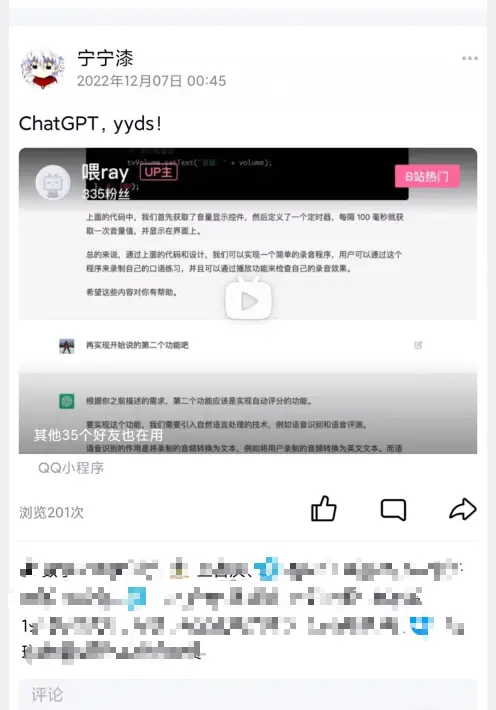 宁宁漆
2022年12月07日 00:45
ChatGPT, yyds!
tvVolume.setText(" " + volume);
喂ray UP主
335粉丝
B站热门
上面的代码中，我们首先获取了音量显示控件，然后定义了一个定时器，每隔 100 毫秒就获
取一次音量值，并显示在界面上。
总的来说，通过上面的代码和设计，我们可以实现一个简单的录音程序，用户可以通过这个
程序来录制自己的口语练习，并且可以通过播放功能来检查自己的录音效果。
希望这些内容对你有帮助。
再实现开始说的第二个功能吧
根据你之前描述的需求，第二个功能应该是实现自动评分的功能。
要实现这个功能，我们需要引入自然语言处理的技术，例如语音识别和语音评测。
其他35个好友也在用
语音识别的作用是将录制的音频转换为文本，例如将用户录制的音频转换为英文文本。而语
QQ小程序
浏览201次
评论